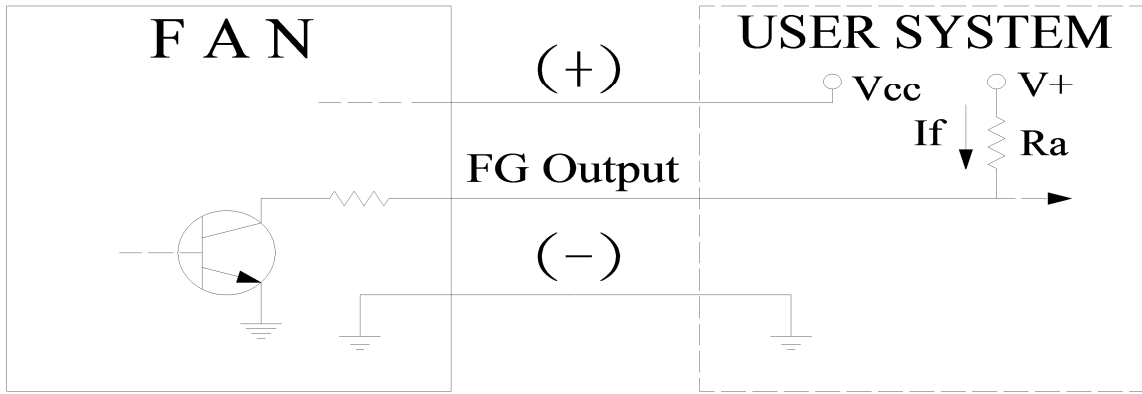 F A N
USER SYSTEM
(+)
Vcc
V+
If
Ra
FG Output
(-)